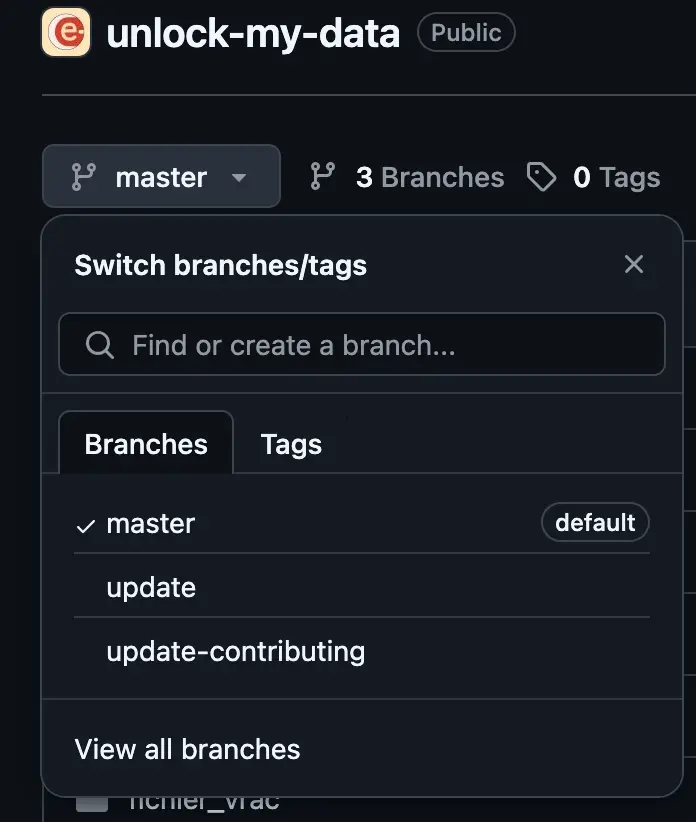 unlock-my-data Public
master 3 Branches 0 Tags
Switch branches/tags
Find or create a branch...
Branches Tags
master default
update
update-contributing
View all branches
fichier_vrac